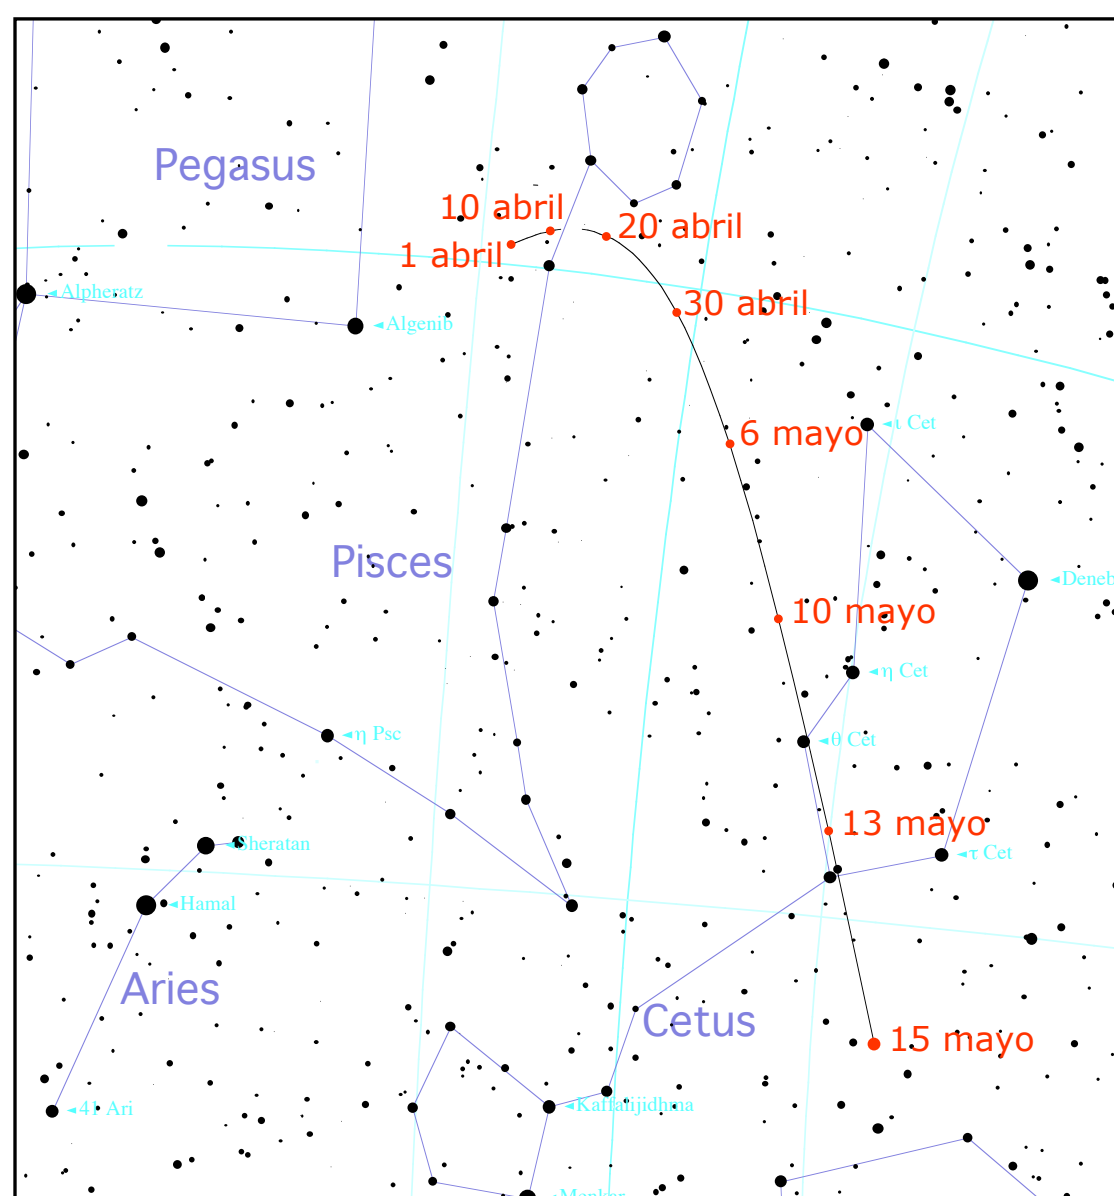 Pegasus
10 abril
20 abril
1 abril
◄Alpheratz
30 abril
◄Algenib
6 mayo
◄ι Cet
Pisces
◄Deneb
10 mayo
◄η Cet
◄η Psc
◄θ Cet
13 mayo
◄Sheratan
◄τ Cet
◄Hamal
Aries
Cetus
15 mayo
◄41 Ari
◄Kaffaljidhma
◄Menkar